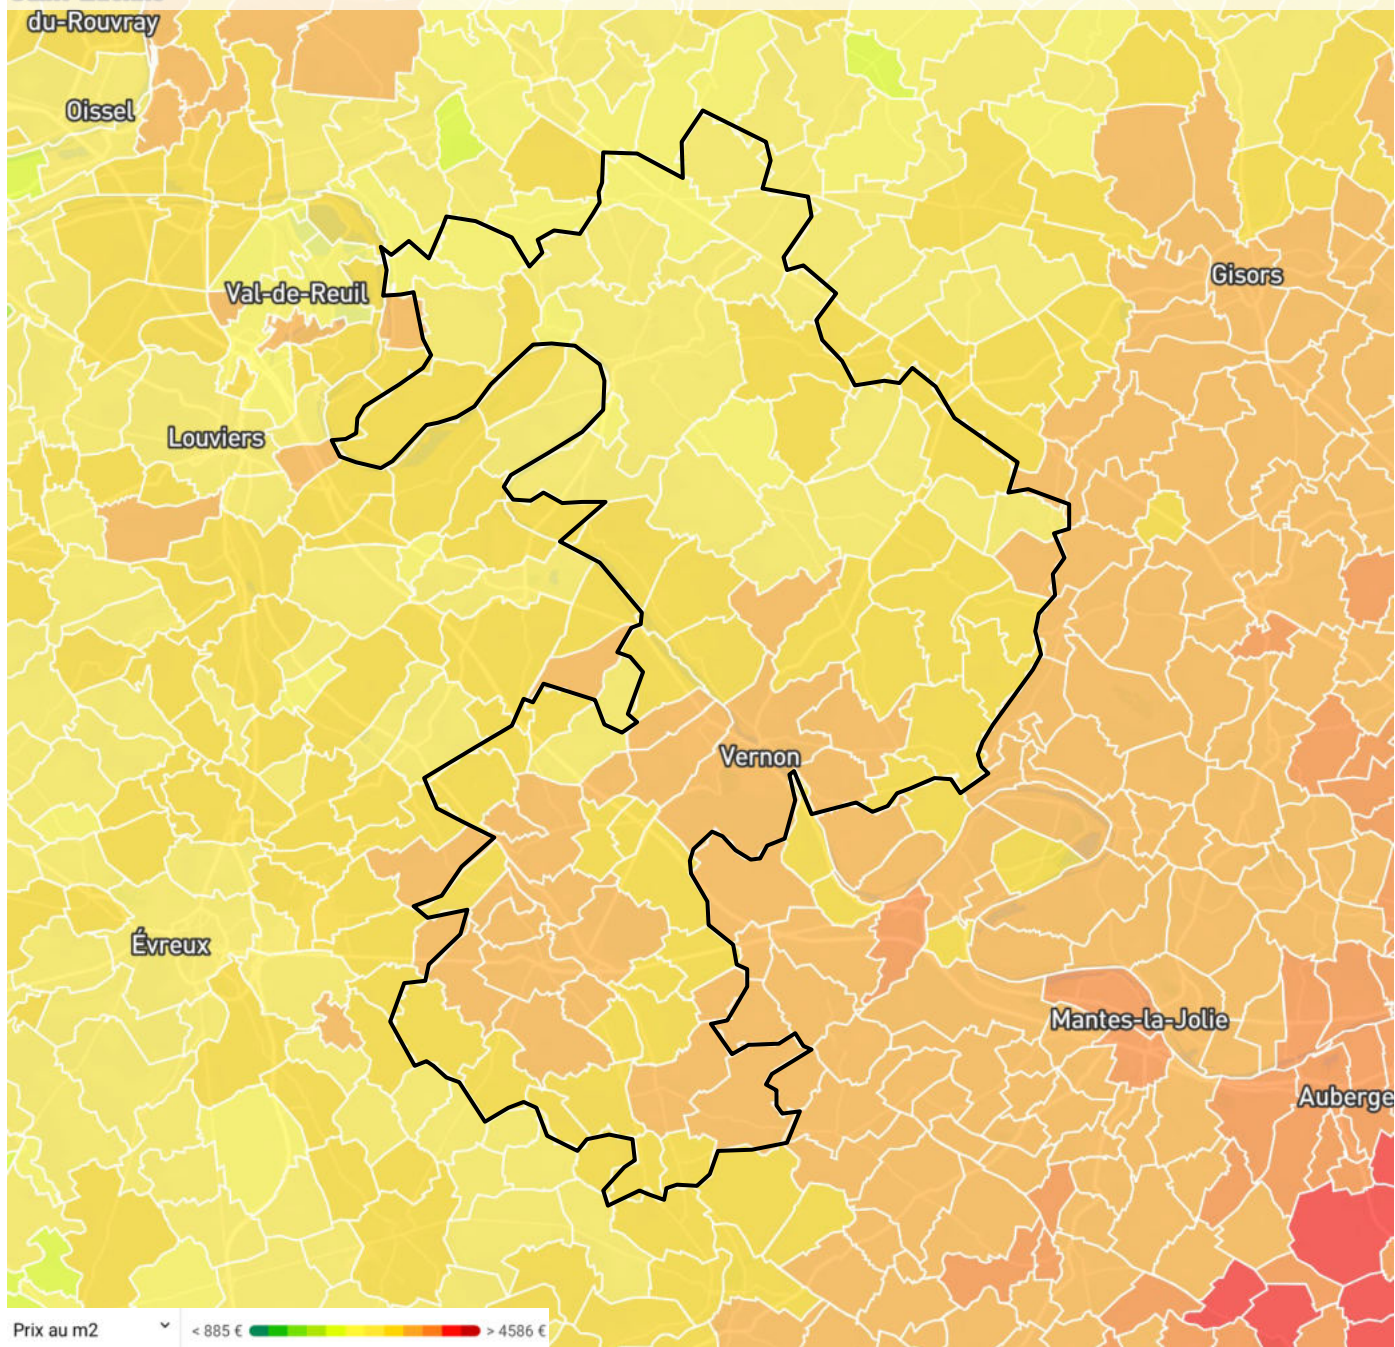 du-Rouvray
Oissel
Gisors
Val-de-Reuil
Louviers
Vernon
Évreux
Mantes-la-Jolie
Auberge
Prix au m2
< 885 €
> 4586 €